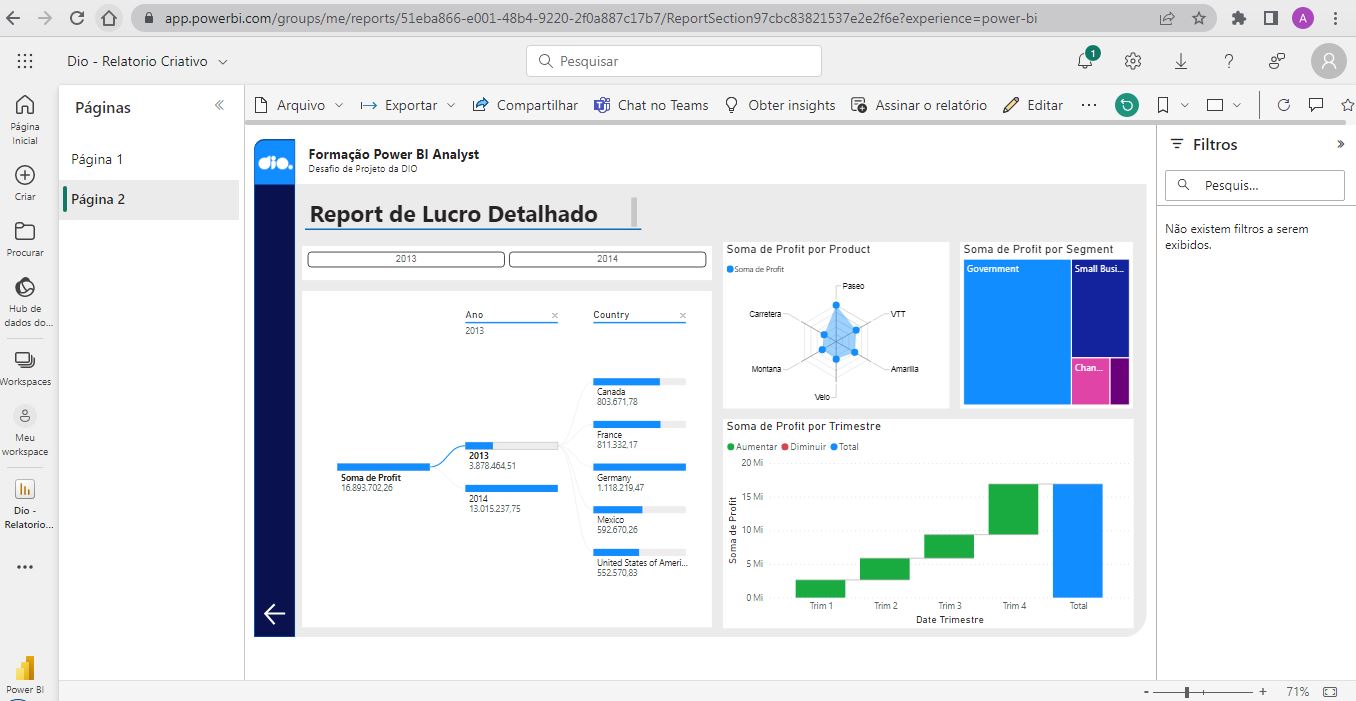 app.powerbi.com/groups/me/reports/51eba866-e001-48b4-9220-2f0a887c17b7/ReportSection97cbc83821537e2e2f6e?experience=power-bi
A
Dio - Relatorio Criativo
Pesquisar
1
Página Inicial
Criar
Procurar
Hub de dados do...
Workspaces
Meu workspace
Dio - Relatorio...
Power BI
Páginas
Página 1
Página 2
Arquivo
Exportar
Compartilhar
Chat no Teams
Obter insights
Assinar o relatório
Editar
dio.
Formação Power BI Analyst
Desafio de Projeto da DIO
Report de Lucro Detalhado
2013
2014
Ano
2013
Country
Soma de Profit
16.893.702,26
2013
3.878.464,51
2014
13.015.237,75
Canada
803.671,78
France
811.332,17
Germany
1.118.219,47
Mexico
592.670,26
United States of Ameri...
552.570,83
Soma de Profit por Product
Soma de Profit
Paseo
VTT
Amarilla
Velo
Montana
Carretera
Soma de Profit por Segment
Government
Small Busi...
Chan...
Soma de Profit por Trimestre
Aumentar Diminuir Total
Soma de Profit
20 Mi
15 Mi
10 Mi
5 Mi
0 Mi
Trim 1 Trim 2 Trim 3 Trim 4 Total
Date Trimestre
Filtros
Pesquis...
Não existem filtros a serem
exibidos.
- + 71%